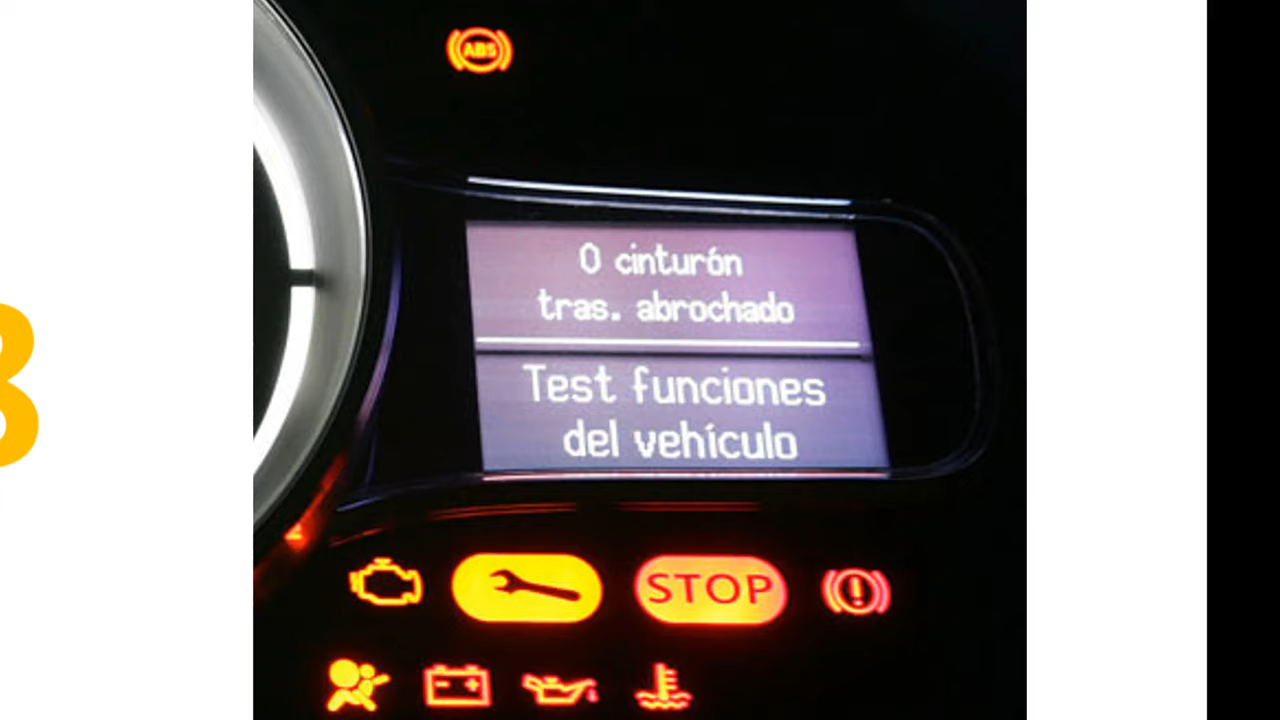 ABS
0 cinturón
tras. abrochado
Test funciones
del vehículo
STOP